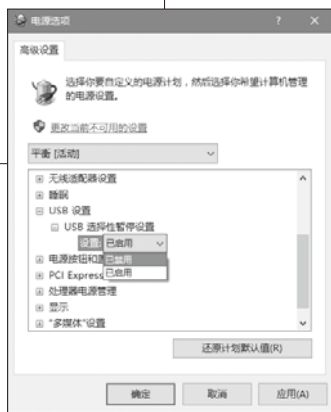 电源选项
?
×
高级设置
选择你要自定义的电源计划，然后选择你希望计算机管理
的电源设置。
更改当前不可用的设置
平衡 [活动]
无线适配器设置
睡眠
USB 设置
USB 选择性暂停设置
设置: 已启用
电源按钮和
已禁用
PCI Express
已启用
处理器电源管理
显示
"多媒体"设置
还原计划默认值(R)
确定
取消
应用(A)